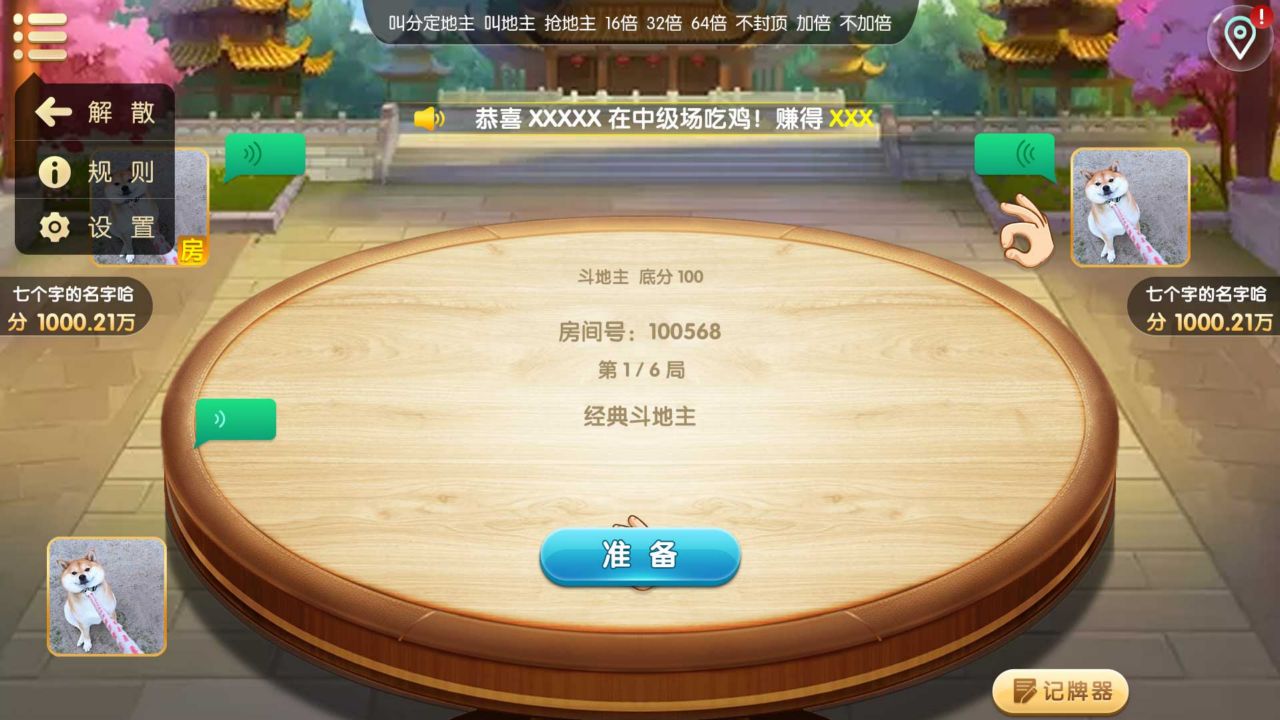 叫分定地主 叫地主 抢地主 16倍 32倍 64倍 不封顶 加倍 不加倍
恭喜 XXXXX 在中级场吃鸡！赚得 XXX
解 散
规 则
设 置
房
七个字的名字哈
分 1000.21万
七个字的名字哈
分 1000.21万
斗地主 底分 100
房间号：100568
第 1 / 6 局
经典斗地主
准 备
记牌器